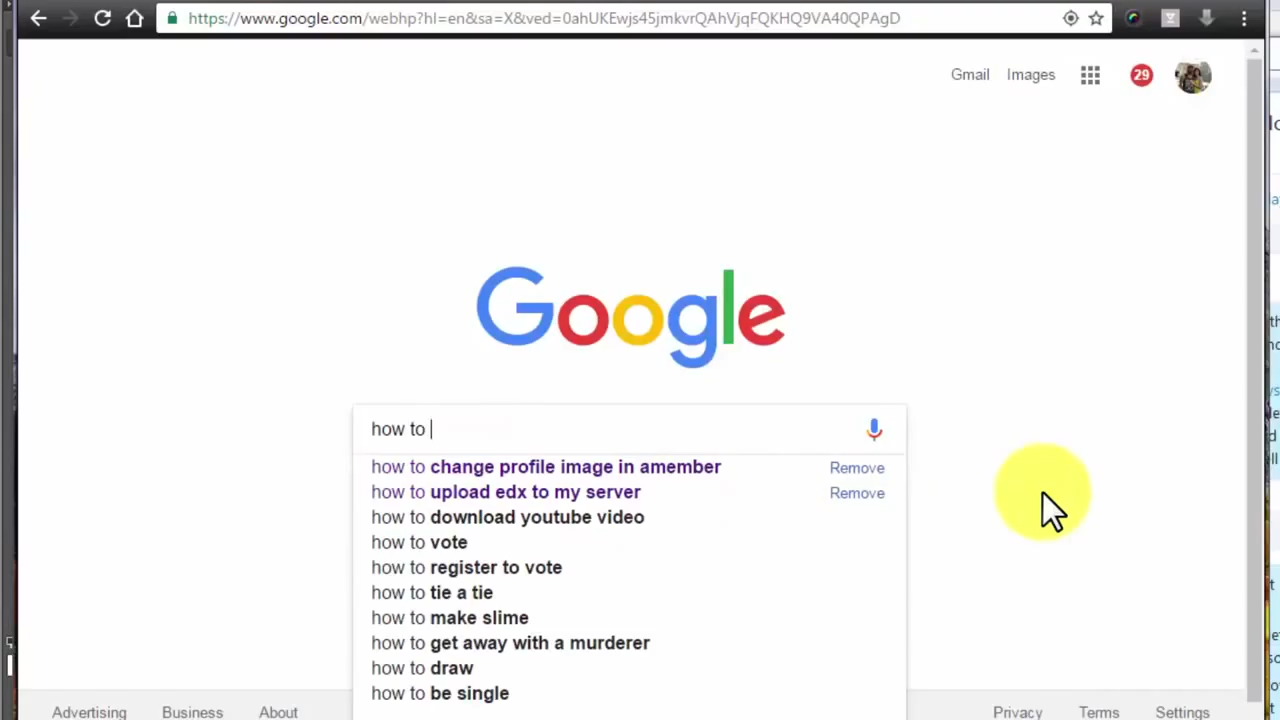 https://www.google.com/webhp?hl=en&sa=X&ved=0ahUKEwjs45jmkvrQAhVjqFQKHQ9VA40QPAgD
Gmail Images 29
Google
how to
how to change profile image in amember Remove
how to upload edx to my server Remove
how to download youtube video
how to vote
how to register to vote
how to tie a tie
how to make slime
how to get away with a murderer
how to draw
how to be single
Advertising Business About Privacy Terms Settings